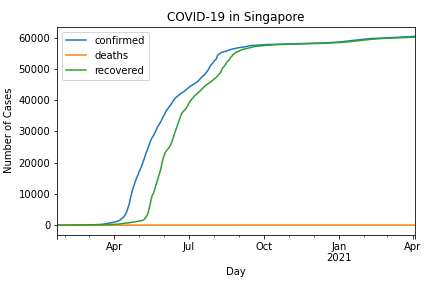 COVID-19 in Singapore
confirmed
deaths
recovered
Number of Cases
60000
50000
40000
30000
20000
10000
0
Apr
Jul
Oct
Jan
2021
Apr
Day